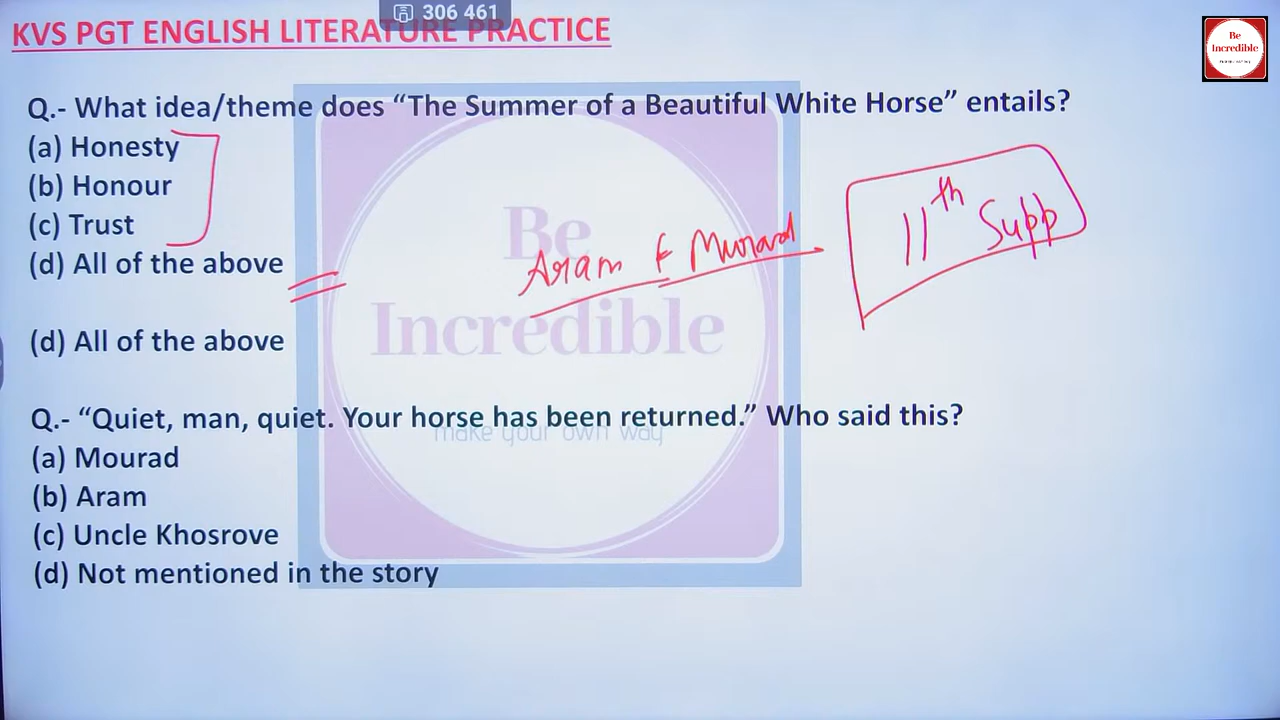 306 461
KVS PGT ENGLISH LITERATURE PRACTICE
Be
Incredible
Q.- What idea/theme does “The Summer of a Beautiful White Horse” entails?
(a) Honesty
(b) Honour
(c) Trust
(d) All of the above
Be
Incredible
make your own way
Aram & Murad
11th Supp
(d) All of the above
Q.- “Quiet, man, quiet. Your horse has been returned.” Who said this?
(a) Mourad
(b) Aram
(c) Uncle Khosrove
(d) Not mentioned in the story